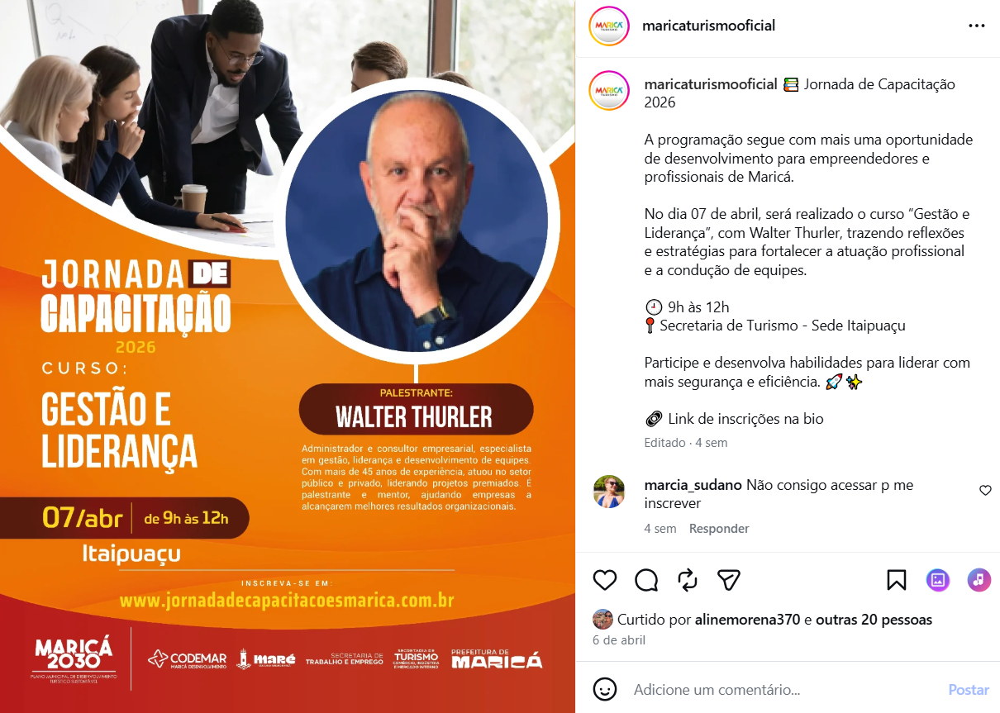 JORNADA DE
CAPACITAÇÃO
2026
CURSO:
GESTÃO E
LIDERANÇA
07/abr
de 9h às 12h
Itaipuaçu
PALESTRANTE:
WALTER THURLER
Administrador e consultor empresarial, especialista
em gestão, liderança e desenvolvimento de equipes.
Com mais de 45 anos de experiência, atuou no setor
público e privado, liderando projetos premiados. É
palestrante e mentor, ajudando empresas a
alcançarem melhores resultados organizacionais.
INSCREVA-SE EM:
www.jornadadecapacitacoesmarica.com.br
MARICÁ
2030
PLANO MUNICIPAL DE DESENVOLVIMENTO
TURÍSTICO SUSTENTÁVEL
CODEMAR
MARICÁ DESENVOLVIMENTO
maré
SECRETARIA DE
TRABALHO E EMPREGO
SECRETARIA DE
TURISMO
COMÉRCIO, INDÚSTRIA
E MERCADO INTERNO
PREFEITURA DE
MARICÁ
MARICÁ
TURISMO
maricaturismooficial
MARICÁ
TURISMO
maricaturismooficial 📚 Jornada de Capacitação
2026
A programação segue com mais uma oportunidade
de desenvolvimento para empreendedores e
profissionais de Maricá.
No dia 07 de abril, será realizado o curso “Gestão e
Liderança”, com Walter Thurler, trazendo reflexões
e estratégias para fortalecer a atuação profissional
e a condução de equipes.
🕘 9h às 12h
📍 Secretaria de Turismo - Sede Itaipuaçu
Participe e desenvolva habilidades para liderar com
mais segurança e eficiência. 🚀✨
🔗 Link de inscrições na bio
Editado · 4 sem
marcia_sudano Não consigo acessar p me
inscrever
4 sem Responder
Curtido por alinemorena370 e outras 20 pessoas
6 de abril
Adicione um comentário...
Postar